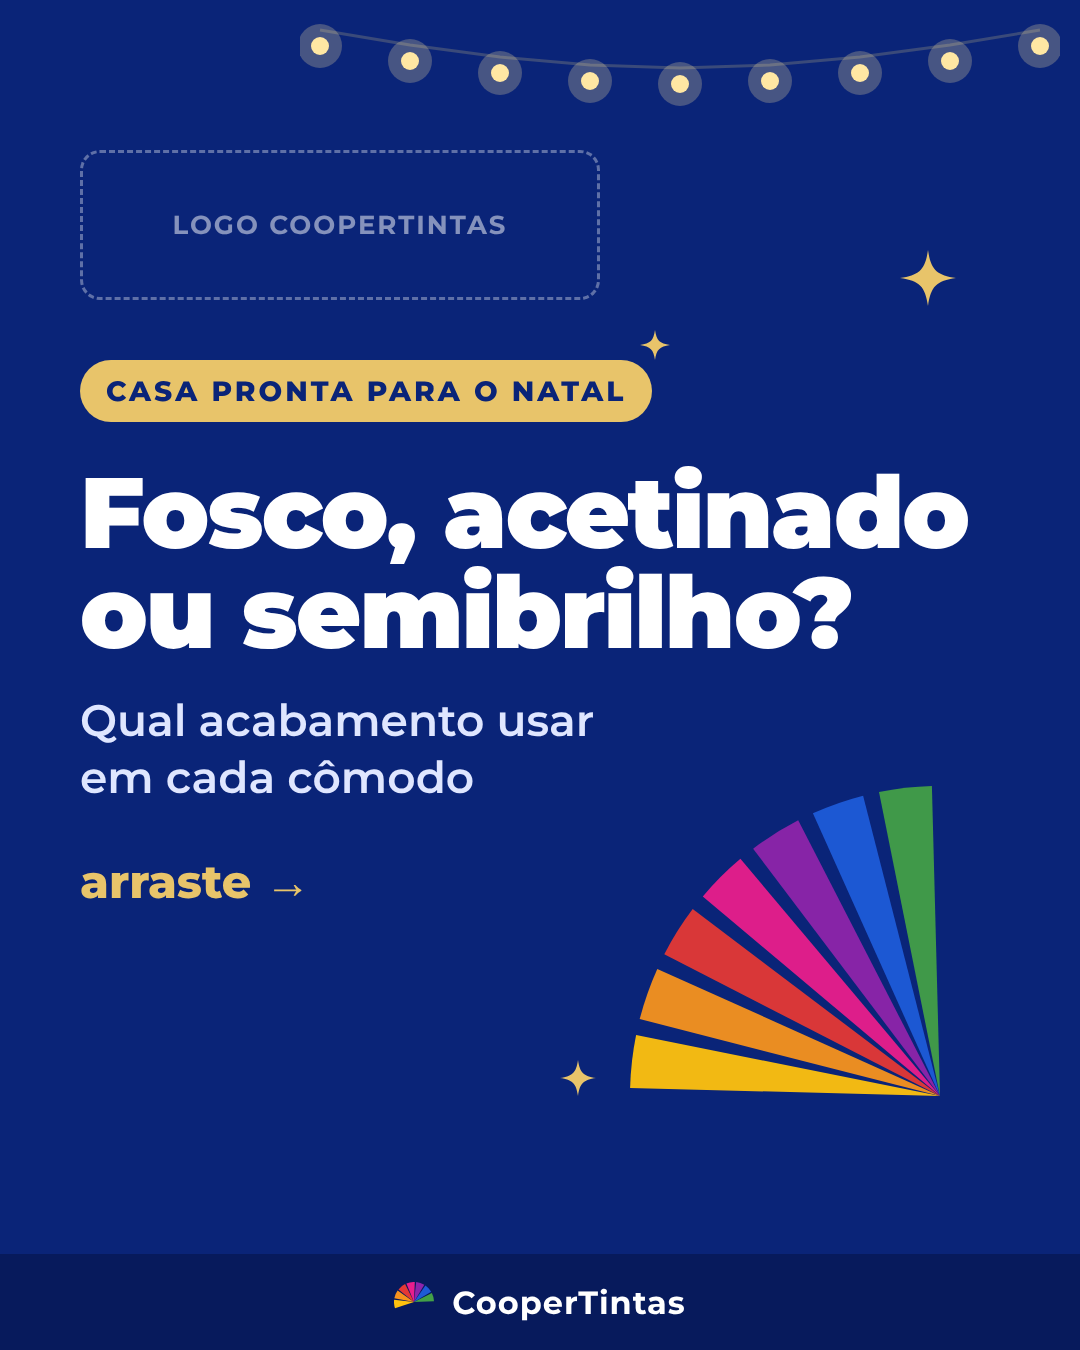 LOGO COOPERTINTAS
CASA PRONTA PARA O NATAL
Fosco, acetinado
ou semibrilho?
Qual acabamento usar
em cada cômodo
arraste →
CooperTintas